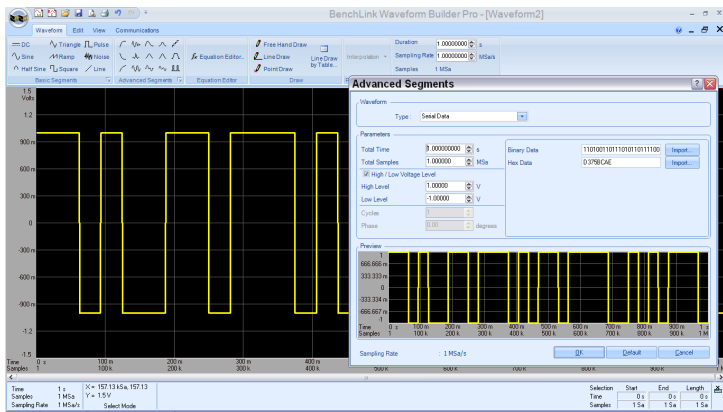 BenchLink Waveform Builder Pro - [Waveform2]
Waveform Edit View Communications
DC Triangle Pulse
Sine Ramp Noise
Half Sine Square Line
Basic Segments Advanced Segments Equation Editor Draw
Equation Editor...
Free Hand Draw
Line Draw
Point Draw
Line Draw by Table...
Interpolation
Duration 1.00000000 s
Sampling Rate 1.00000000 MSa/s
Samples 1 MSa
1.5
Volts
1.2
900 m
600 m
300 m
0
-300 m
-600 m
-900 m
-1.2
-1.5
Time 0 s 100 m 200 m 300 m 400 m
Samples 1 100 k 200 k 300 k 400 k 500 k 600 k 700 k 800 k 900 k
Advanced Segments
Waveform
Type : Serial Data
Parameters
Total Time 1.000000000 s
Total Samples 1.000000 MSa
High / Low Voltage Level
High Level 1.00000 V
Low Level -1.00000 V
Cycles 1
Phase 0.00 degrees
Binary Data 11010011011101010110111100 Import...
Hex Data D375BCAE Import...
Preview
1
666.666 m
333.333 m
0
-333.334 m
-666.667 m
-1
Time 0 s 100 m 200 m 300 m 400 m 500 m 600 m 700 m 800 m 900 m 1 s
Samples 1 100 k 200 k 300 k 400 k 500 k 600 k 700 k 800 k 900 k 1 M
Sampling Rate : 1 MSa/s
OK Default Cancel
Time 1 s X = 157.13 kSa, 157.13
Samples 1 MSa Y = 1.5 V
Sampling Rate 1 MSa/s Select Mode
Selection Start End Length
Time 0 s 0 s 0 s
Samples 1 Sa 1 Sa 1 Sa